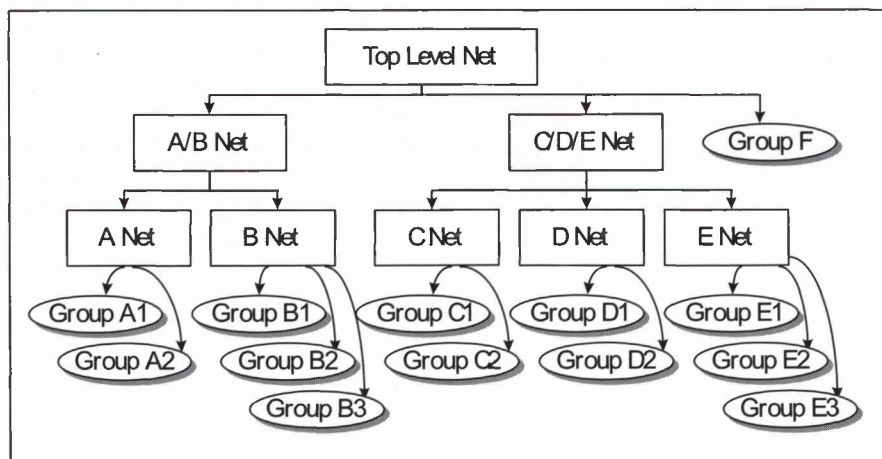 Top Level Net
A/B Net
C/D/E Net
Group F
A Net
B Net
C Net
D Net
E Net
Group A1
Group B1
Group C1
Group D1
Group E1
Group A2
Group B2
Group C2
Group D2
Group E2
Group B3
Group E3